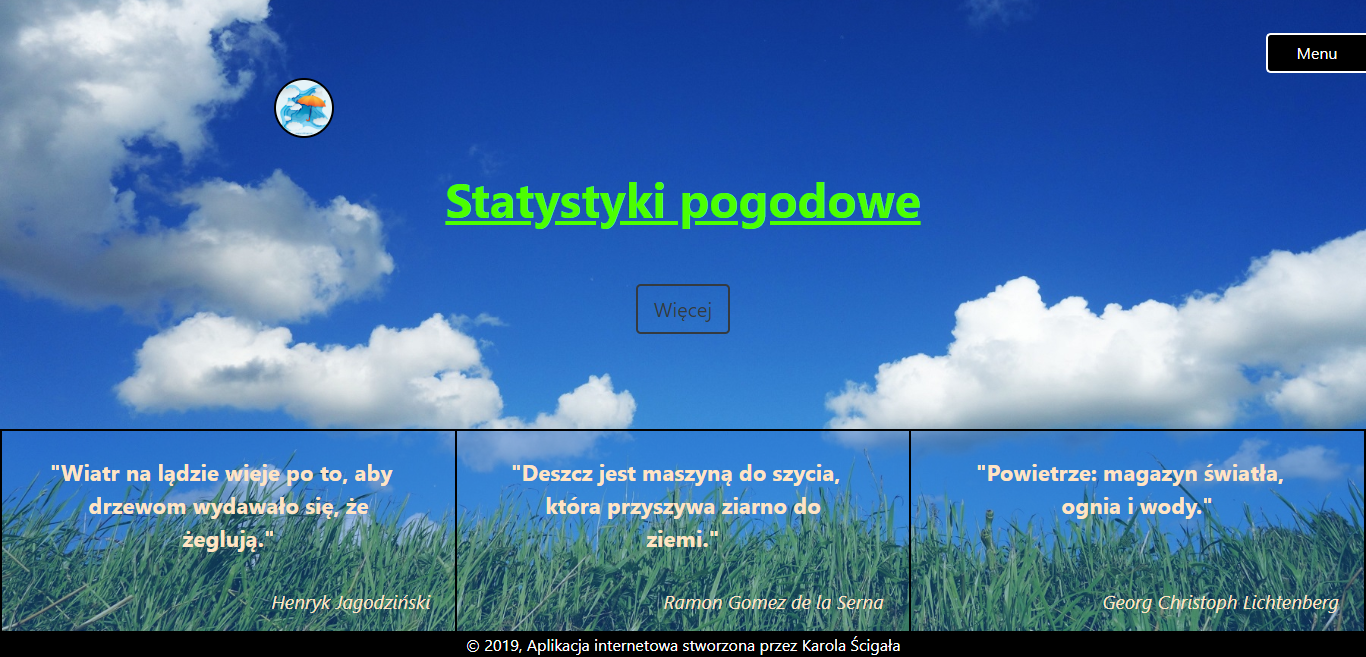 Menu
Statystyki pogodowe
Więcej
"Wiatr na lądzie wieje po to, aby
drzewom wydawało się, że
żeglują."
Henryk Jagodziński
"Deszcz jest maszyną do szycia,
która przyszywa ziarno do
ziemi."
Ramon Gomez de la Serna
"Powietrze: magazyn światła,
ognia i wody."
Georg Christoph Lichtenberg
© 2019, Aplikacja internetowa stworzona przez Karola Ścigała